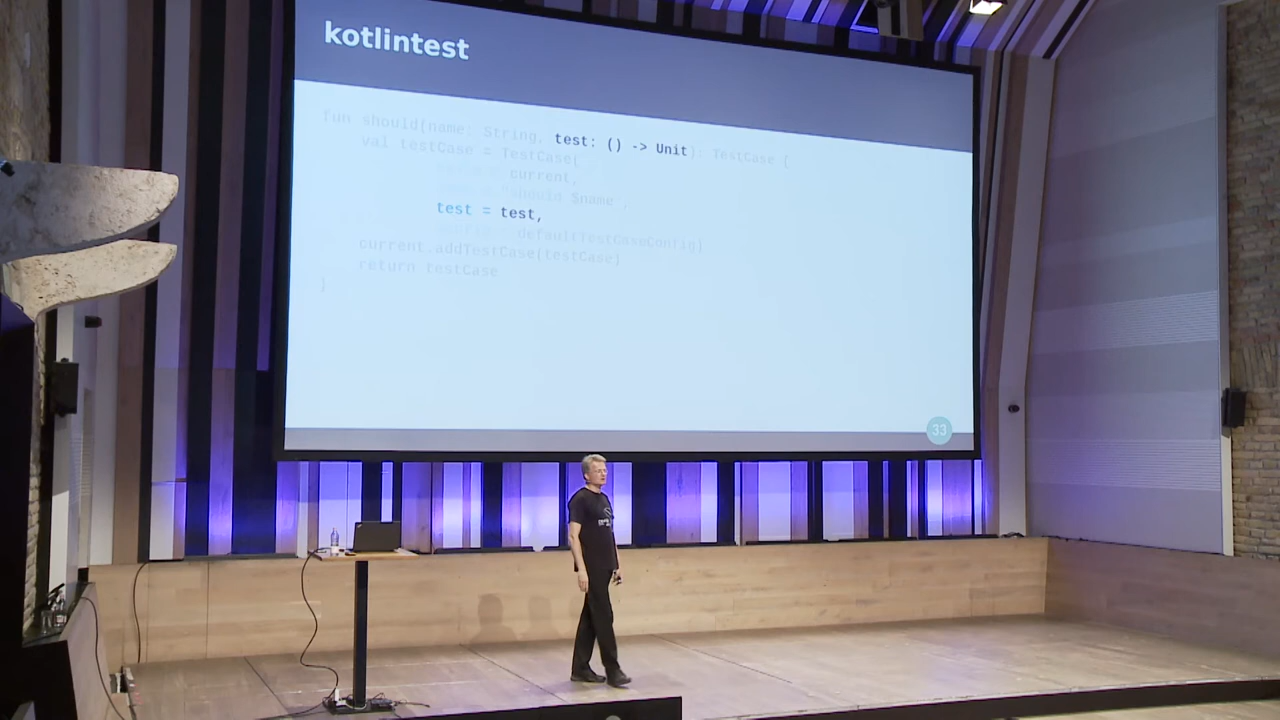 kotlintest
fun should(name: String, test: () -> Unit): TestCase {
val testCase = TestCase(
current,
"should $name",
test = test,
defaultTestCaseConfig)
current.addTestCase(testCase)
return testCase
}
33